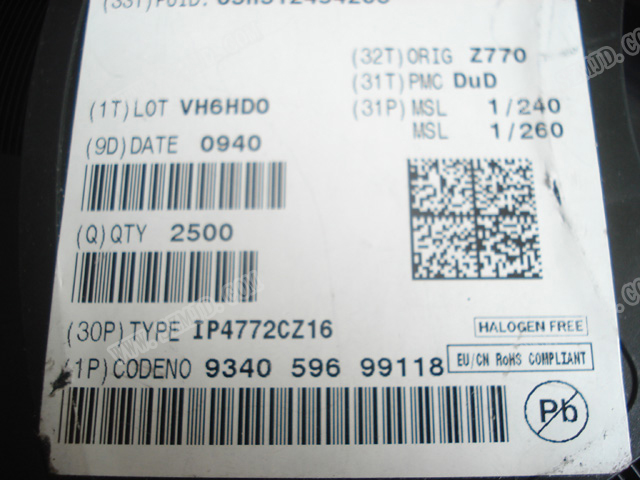 (32T) ORIG Z770
(31T) PMC DuD
(1T) LOT VH6HD0
(31P) MSL 1/240
MSL 1/260
(9D) DATE 0940
(Q) QTY 2500
(30P) TYPE IP4772CZ16
HALOGEN FREE
1P) CODENO 9340 596 99118
EU/CN RoHS COMPLIANT
Pb